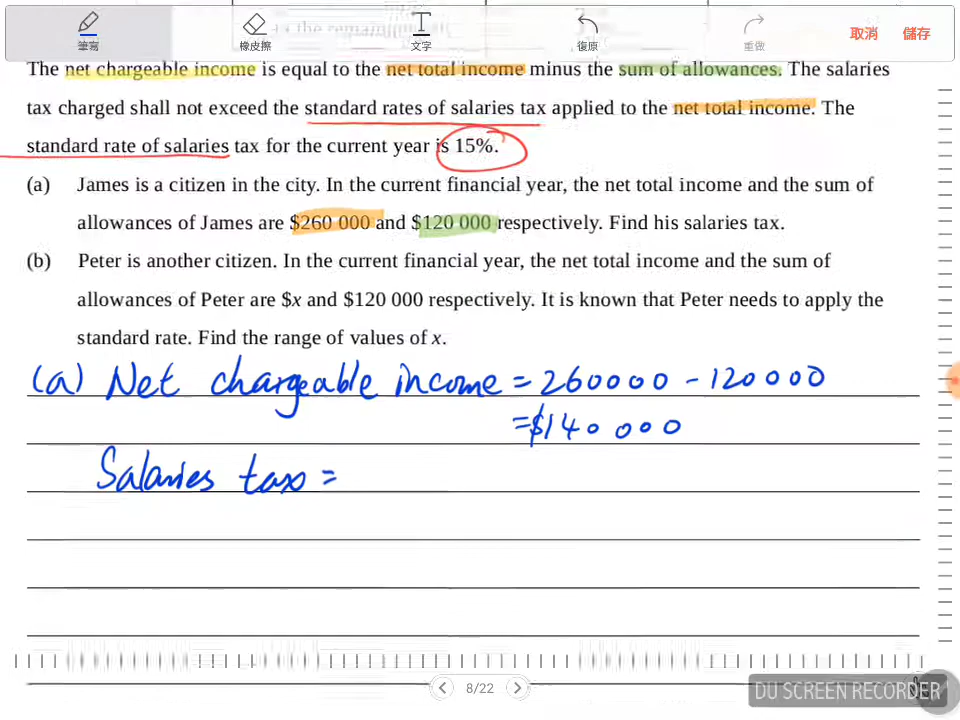 the remain
筆寫 橡皮擦 文字 復原 重做 取消 儲存
The net chargeable income is equal to the net total income minus the sum of allowances. The salaries
tax charged shall not exceed the standard rates of salaries tax applied to the net total income. The
standard rate of salaries tax for the current year is 15%.
(a) James is a citizen in the city. In the current financial year, the net total income and the sum of
allowances of James are $260 000 and $120 000 respectively. Find his salaries tax.
(b) Peter is another citizen. In the current financial year, the net total income and the sum of
allowances of Peter are $x and $120 000 respectively. It is known that Peter needs to apply the
standard rate. Find the range of values of x.
(a) Net chargeable income = 260000 - 120000
= $140000
Salaries tax =
8/22
DU SCREEN RECORDER